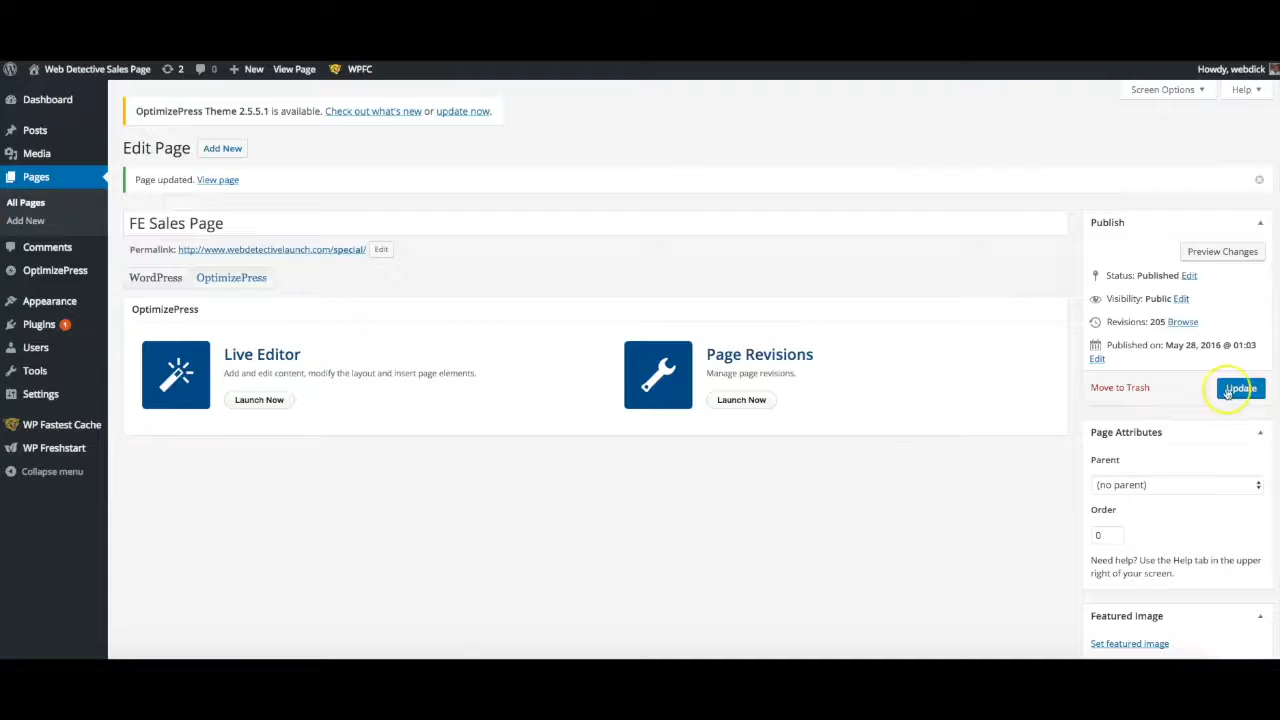 Web Detective Sales Page 2 0 New View Page WPFC Howdy, webdick
Screen Options Help
Dashboard
Posts
Media
Pages
All Pages
Add New
Comments
OptimizePress
Appearance
Plugins 1
Users
Tools
Settings
WP Fastest Cache
WP Freshstart
Collapse menu
OptimizePress Theme 2.5.5.1 is available. Check out what's new or update now.
Edit Page Add New
Page updated. View page
FE Sales Page
Permalink: http://www.webdetectivelaunch.com/special/ Edit
WordPress OptimizePress
OptimizePress
Live Editor
Add and edit content, modify the layout and insert page elements.
Launch Now
Page Revisions
Manage page revisions.
Launch Now
Publish
Preview Changes
Status: Published Edit
Visibility: Public Edit
Revisions: 205 Browse
Published on: May 28, 2016 @ 01:03
Edit
Move to Trash Update
Page Attributes
Parent
(no parent)
Order
0
Need help? Use the Help tab in the upper
right of your screen.
Featured Image
Set featured image